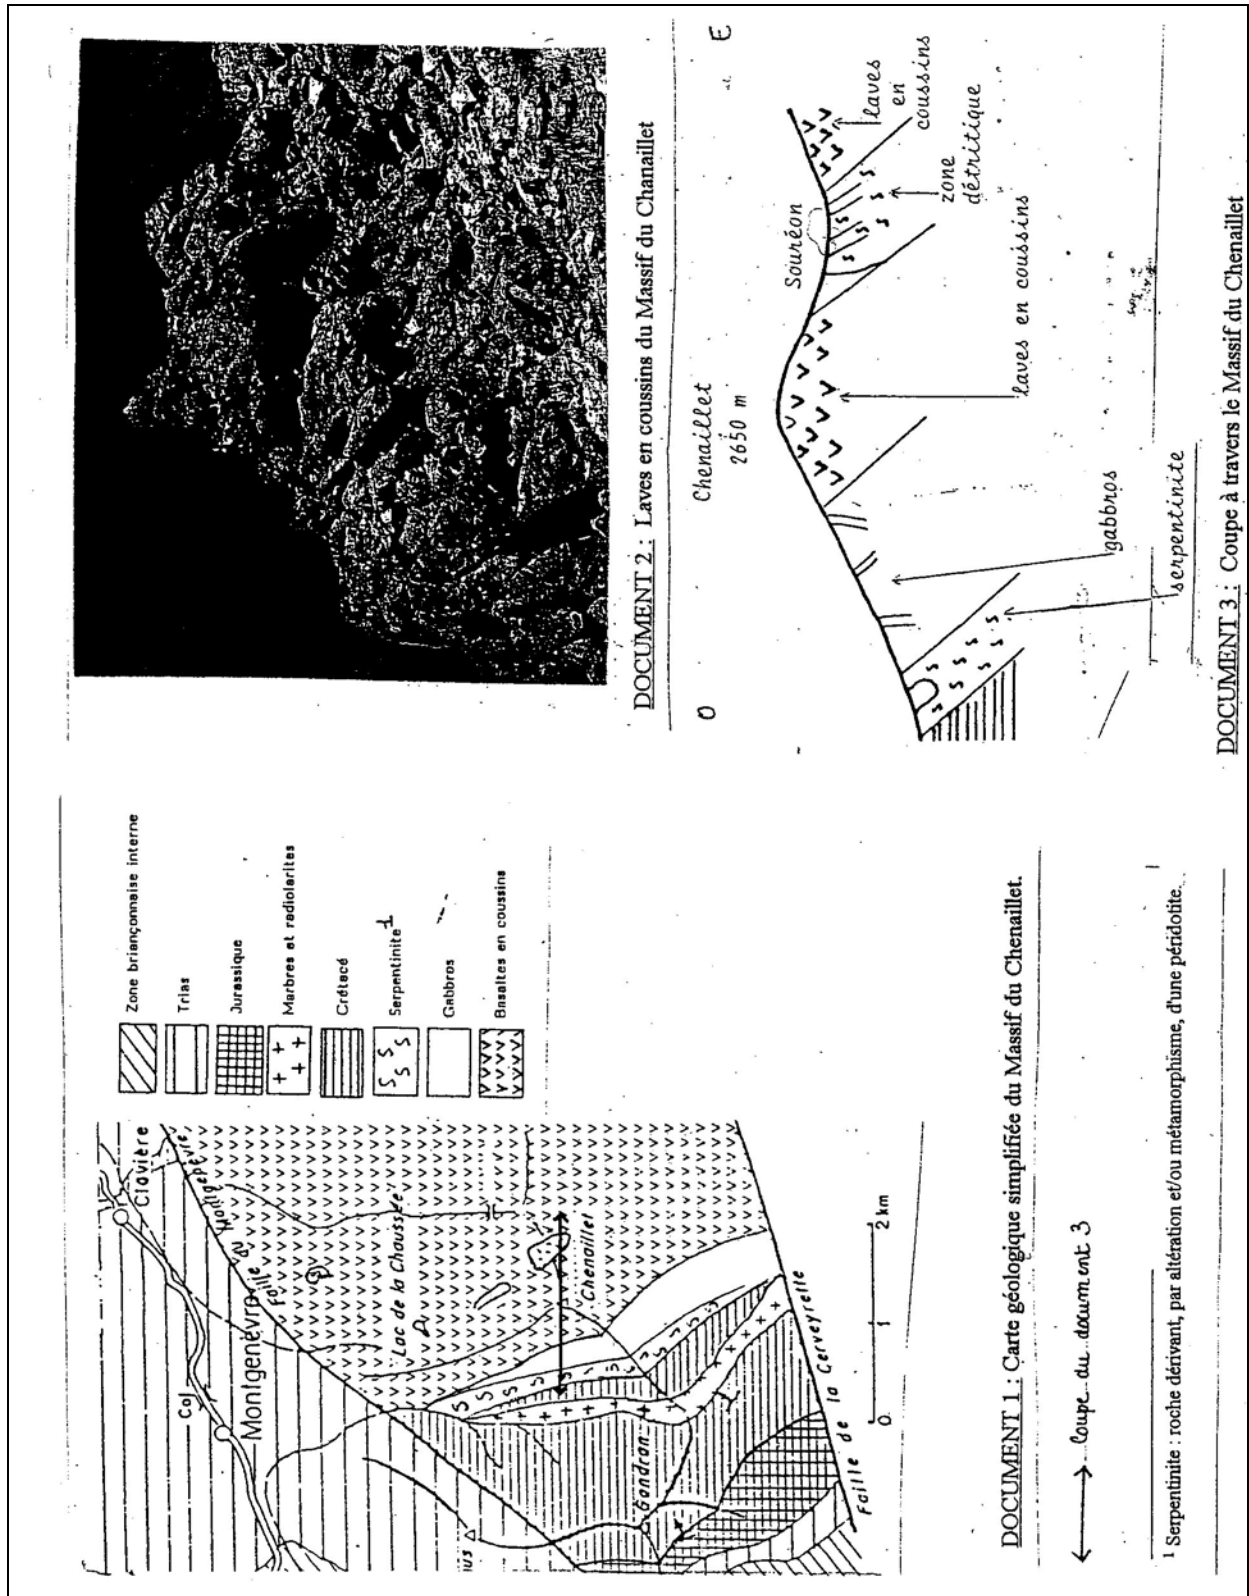 Clavière
Faille du Montgenèvre
Col
Montgenèvre
Lac de la Chaussée
Chenaillet
Gondran
Faille de la Cerveyrelle
0 1 2 km
Zone briançonnaise interne
Trias
Jurassique
Marbres et radiolarites
Crétacé
Serpentinite 1
Gabbros
Basaltes en coussins
DOCUMENT 1 : Carte géologique simplifiée du Massif du Chenaillet.
coupe du document 3
1 Serpentinite : roche dérivant, par altération et/ou métamorphisme, d'une péridotite.
DOCUMENT 2 : Laves en coussins du Massif du Chanaillet
O
E
Chenaillet
2650 m
Souréon
laves
en
coussins
zone
détritique
laves en coussins
gabbros
serpentinite
DOCUMENT 3 : Coupe à travers le Massif du Chenaillet